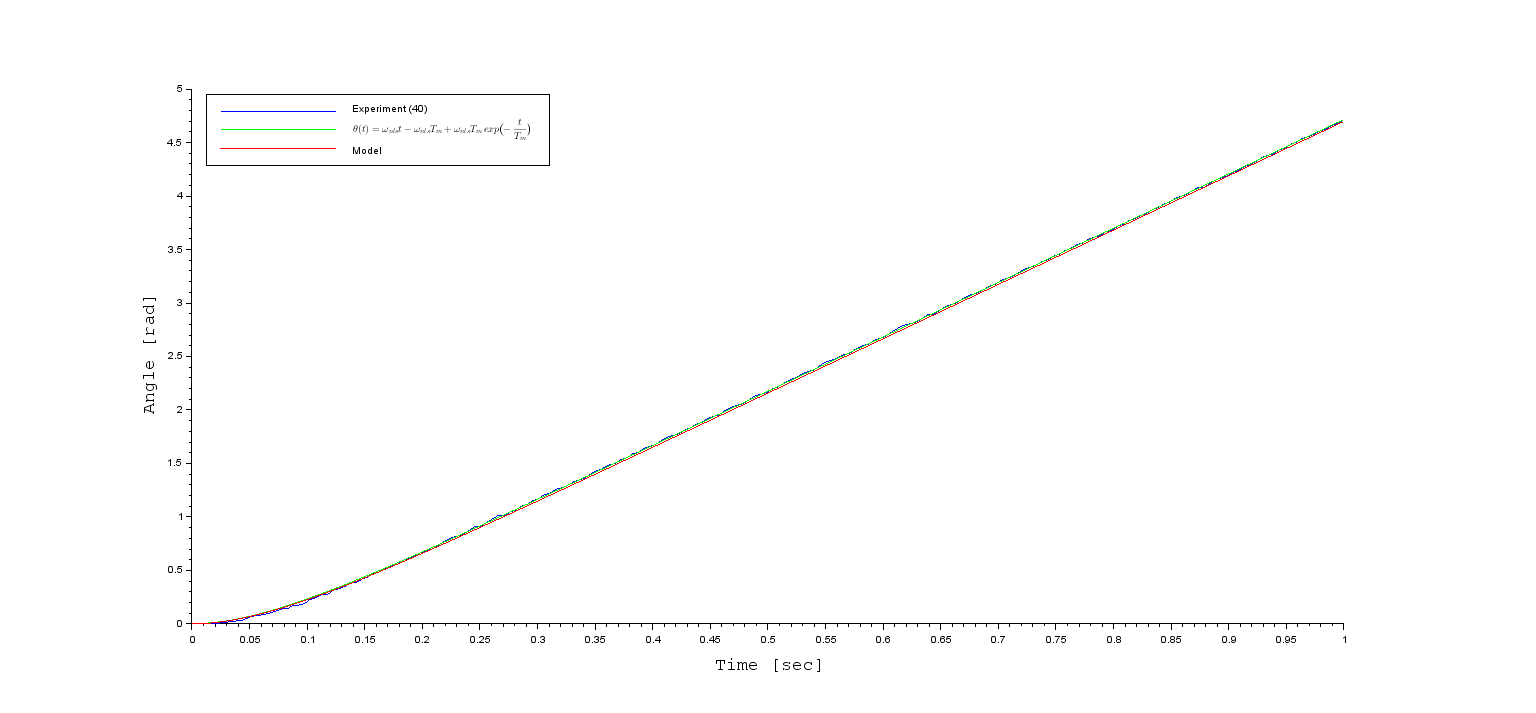 5
Experiment (40)
θ(t) = ω_nls t − ω_nls T_m + ω_nls T_m exp(− t/T_m)
Model
4.5
4
3.5
3
2.5
2
1.5
1
0.5
0
Angle [rad]
0 0.05 0.1 0.15 0.2 0.25 0.3 0.35 0.4 0.45 0.5 0.55 0.6 0.65 0.7 0.75 0.8 0.85 0.9 0.95 1
Time [sec]